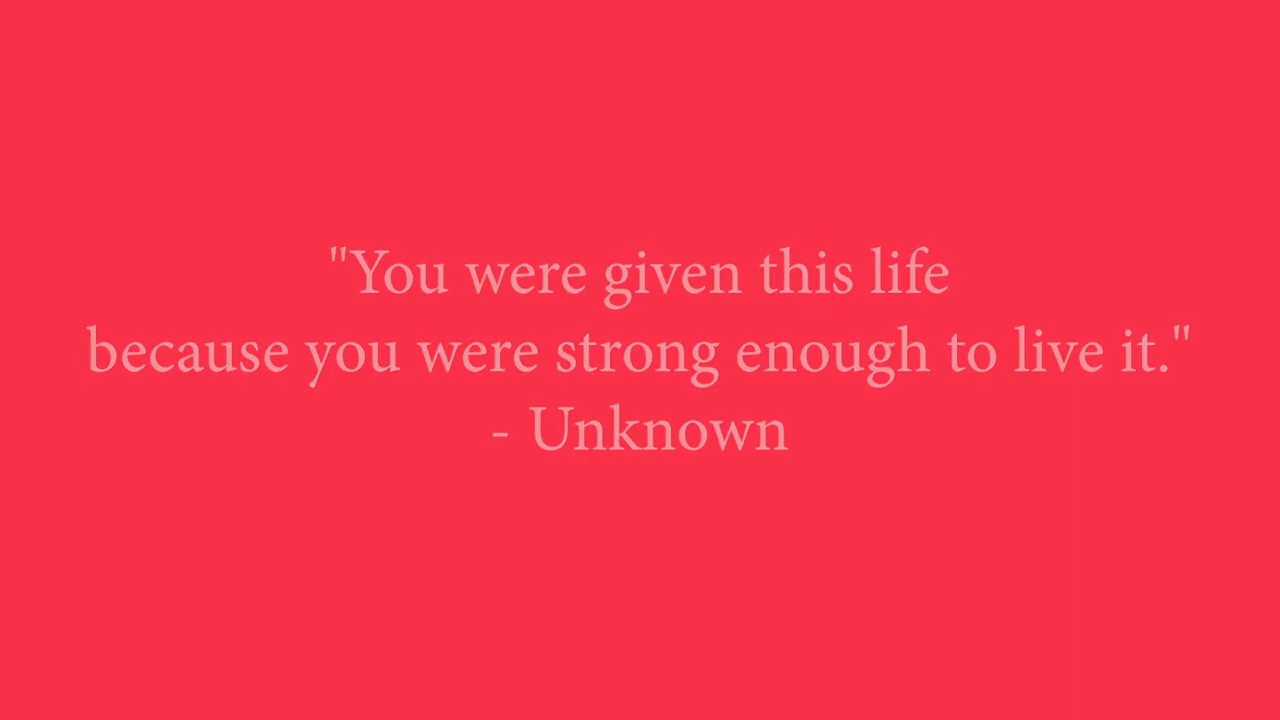 "You were given this life
because you were strong enough to live it."
- Unknown